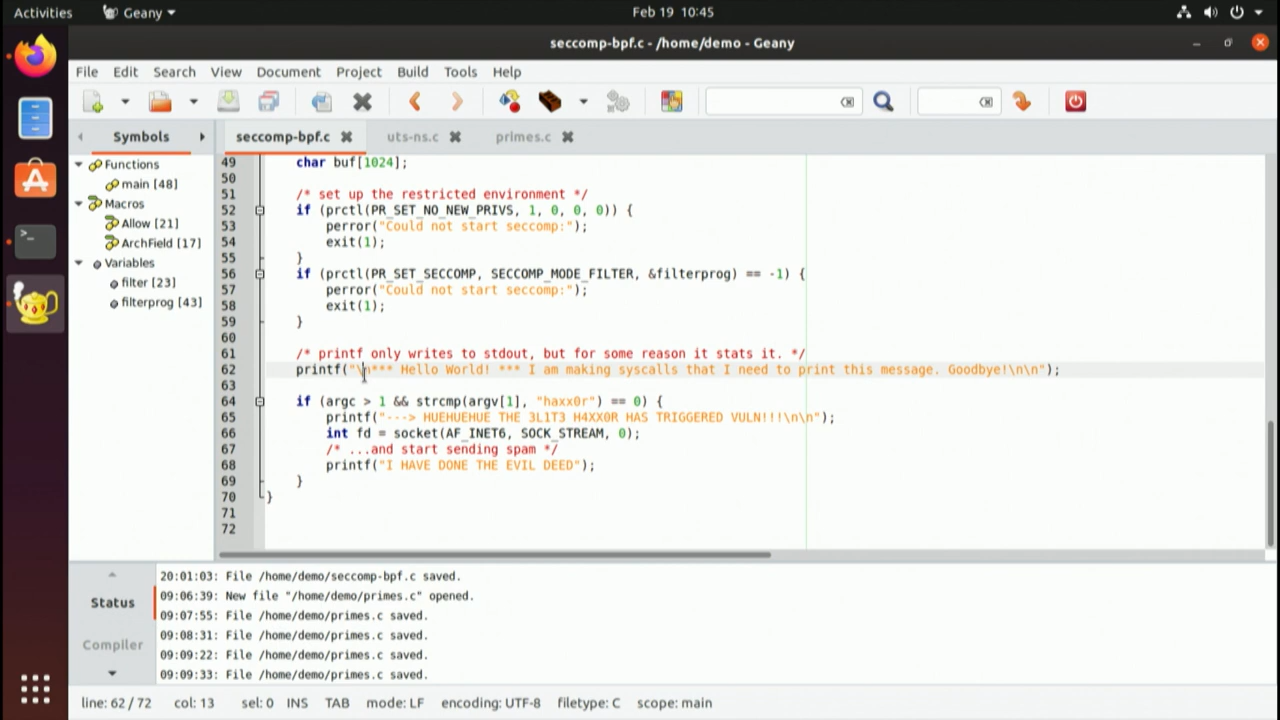 Activities Geany Feb 19 10:45
seccomp-bpf.c - /home/demo - Geany
File Edit Search View Document Project Build Tools Help
Symbols seccomp-bpf.c uts-ns.c primes.c
Functions
main [48]
Macros
Allow [21]
ArchField [17]
Variables
filter [23]
filterprog [43]
49 char buf[1024];
50
51 /* set up the restricted environment */
52 if (prctl(PR_SET_NO_NEW_PRIVS, 1, 0, 0, 0)) {
53 perror("Could not start seccomp:");
54 exit(1);
55 }
56 if (prctl(PR_SET_SECCOMP, SECCOMP_MODE_FILTER, &filterprog) == -1) {
57 perror("Could not start seccomp:");
58 exit(1);
59 }
60
61 /* printf only writes to stdout, but for some reason it stats it. */
62 printf("\n*** Hello World! *** I am making syscalls that I need to print this message. Goodbye!\n\n");
63
64 if (argc > 1 && strcmp(argv[1], "haxx0r") == 0) {
65 printf("---> HUEHUEHUE THE 3L1T3 H4XX0R HAS TRIGGERED VULN!!!\n\n");
66 int fd = socket(AF_INET6, SOCK_STREAM, 0);
67 /* ...and start sending spam */
68 printf("I HAVE DONE THE EVIL DEED");
69 }
70 }
71
72
Status
Compiler
20:01:03: File /home/demo/seccomp-bpf.c saved.
09:06:39: New file "/home/demo/primes.c" opened.
09:07:55: File /home/demo/primes.c saved.
09:08:31: File /home/demo/primes.c saved.
09:09:22: File /home/demo/primes.c saved.
09:09:33: File /home/demo/primes.c saved.
line: 62 / 72 col: 13 sel: 0 INS TAB mode: LF encoding: UTF-8 filetype: C scope: main